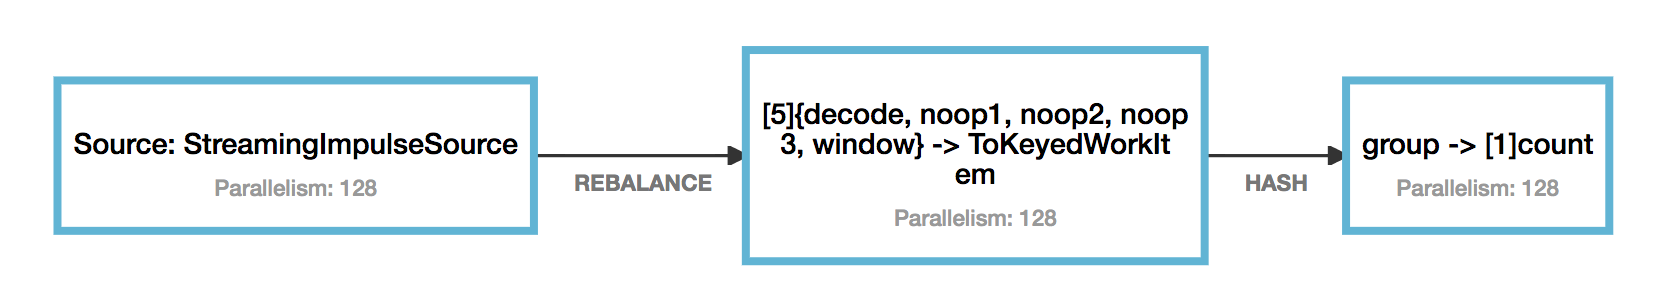 Source: StreamingImpulseSource
Parallelism: 128
REBALANCE
[5]{decode, noop1, noop2, noop
3, window} -> ToKeyedWorkIt
em
Parallelism: 128
HASH
group -> [1]count
Parallelism: 128